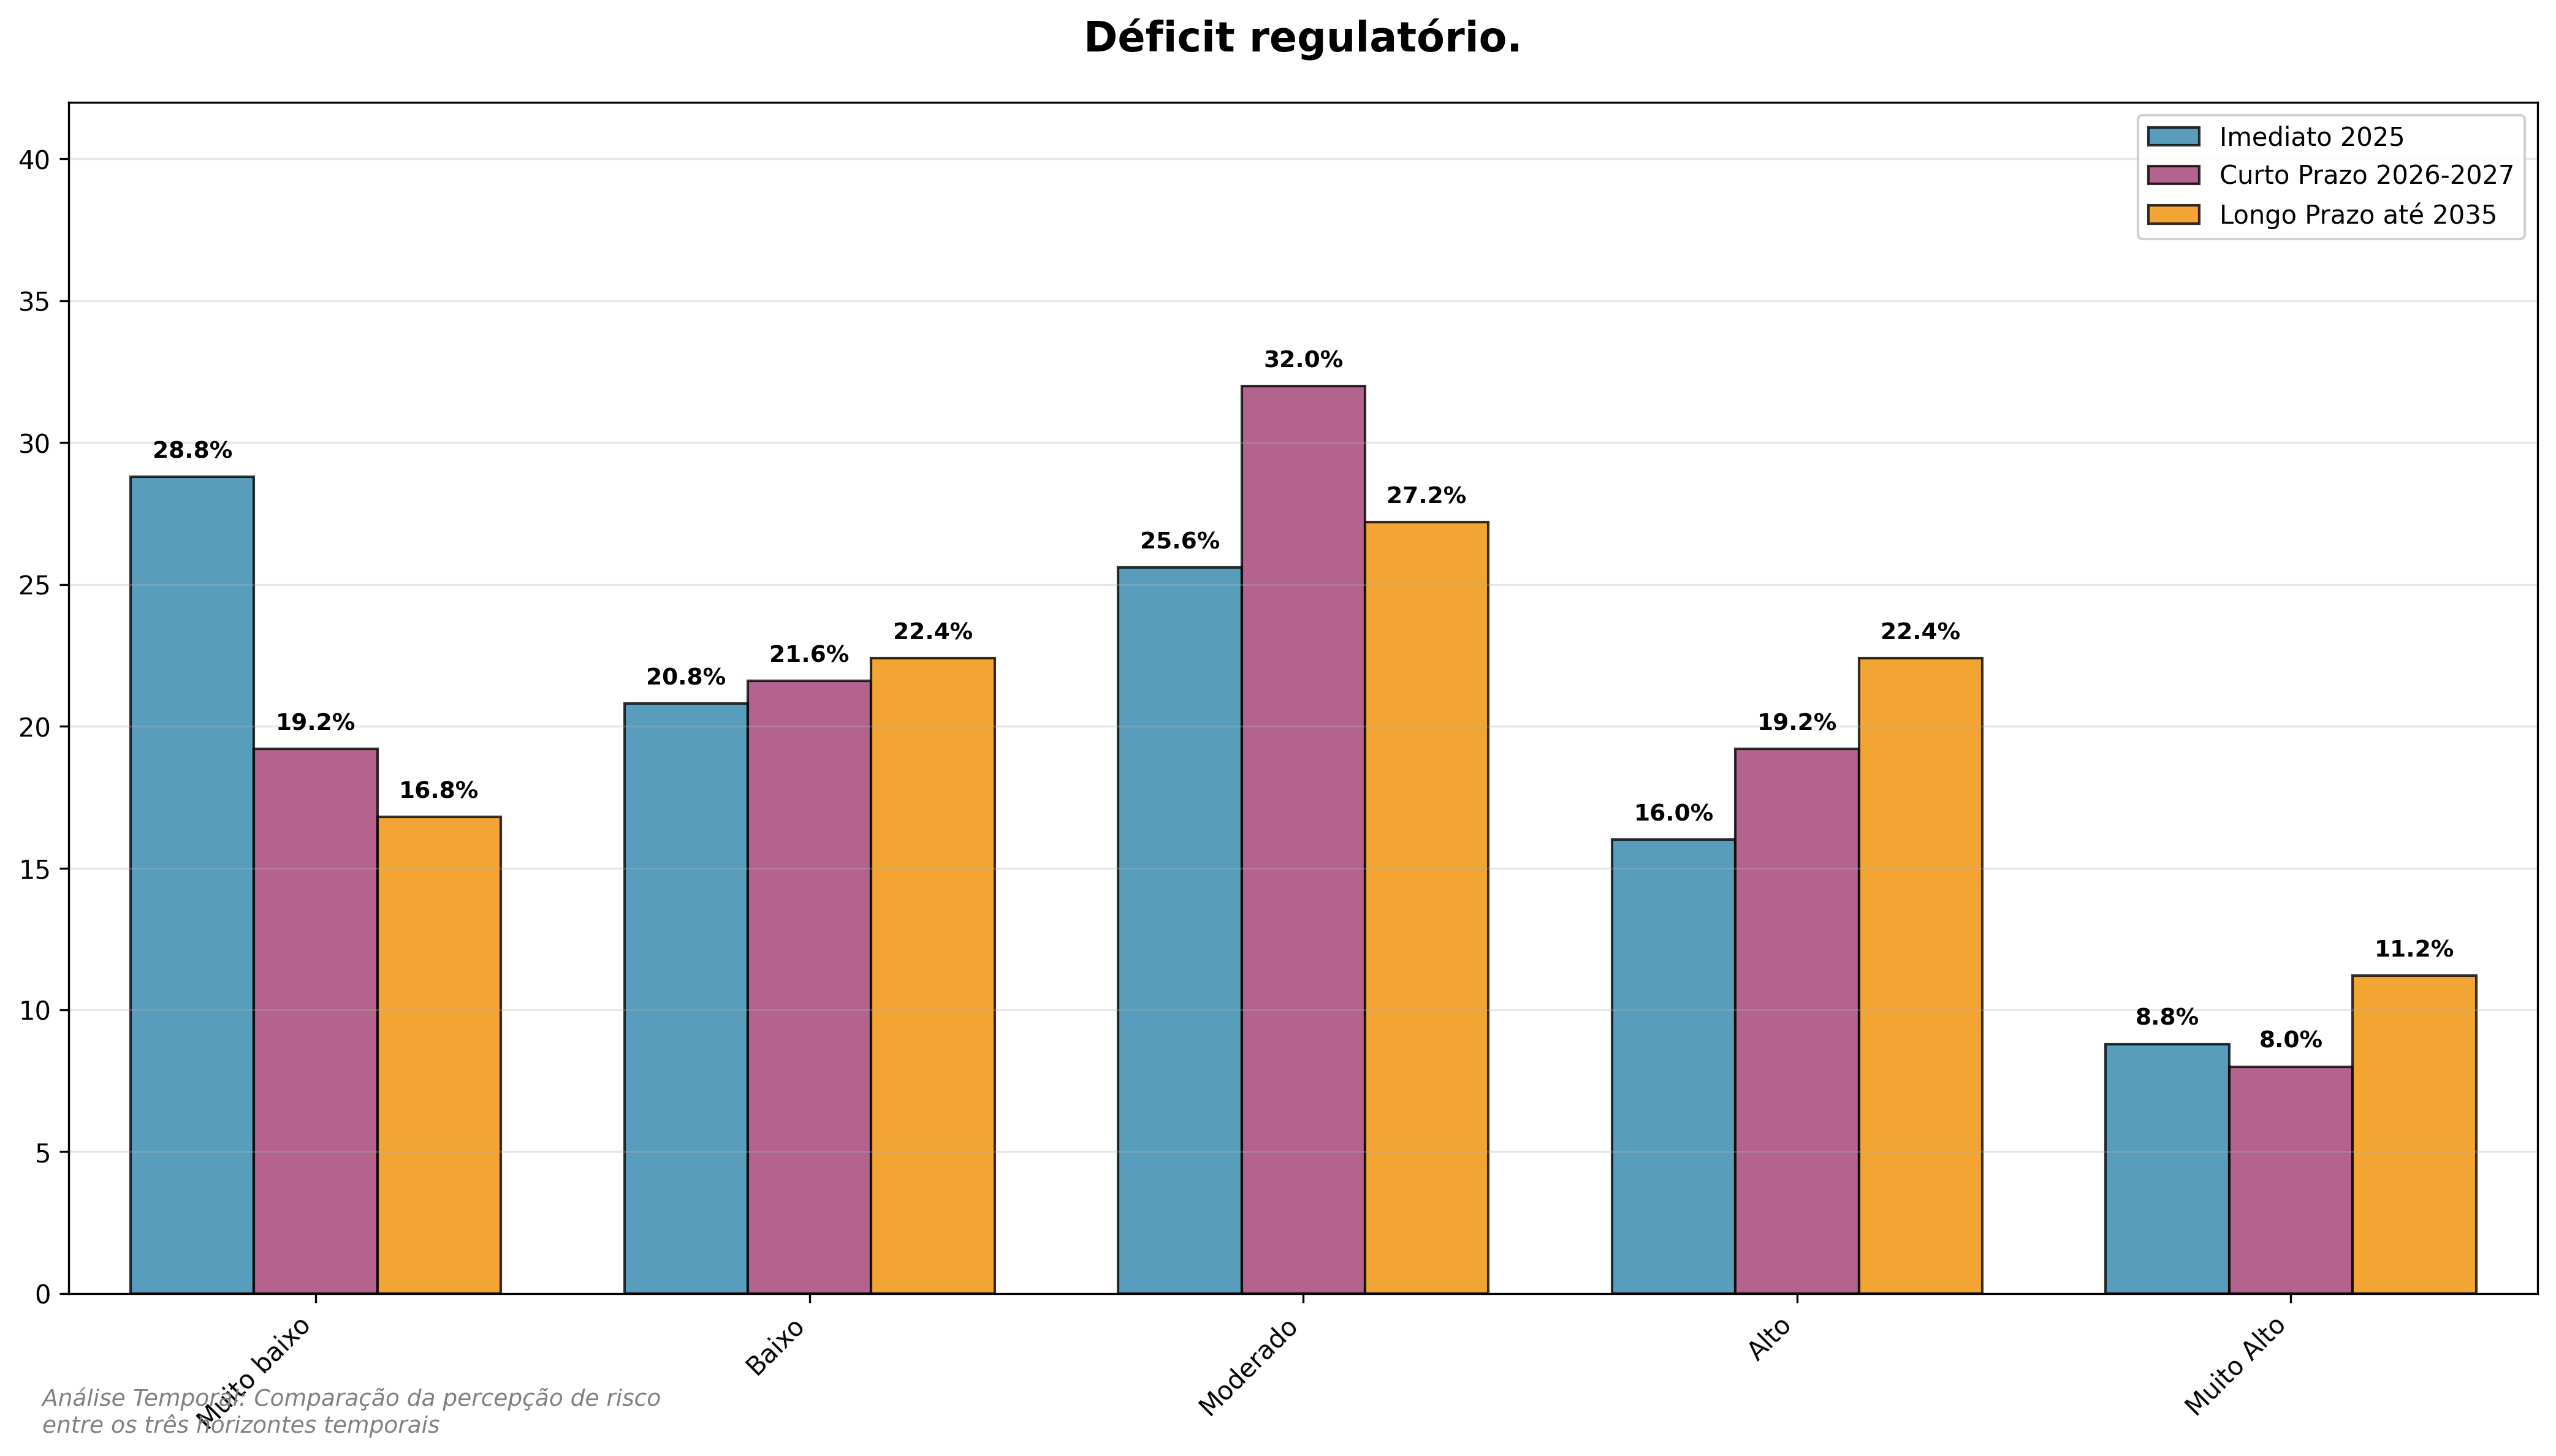 Déficit regulatório.
Imediato 2025
Curto Prazo 2026-2027
Longo Prazo até 2035
40
35
30
25
20
15
10
5
0
28.8%
19.2%
16.8%
20.8%
21.6%
22.4%
25.6%
32.0%
27.2%
16.0%
19.2%
22.4%
8.8%
8.0%
11.2%
Muito baixo
Baixo
Moderado
Alto
Muito Alto
Análise Temporal: Comparação da percepção de risco
entre os três horizontes temporais